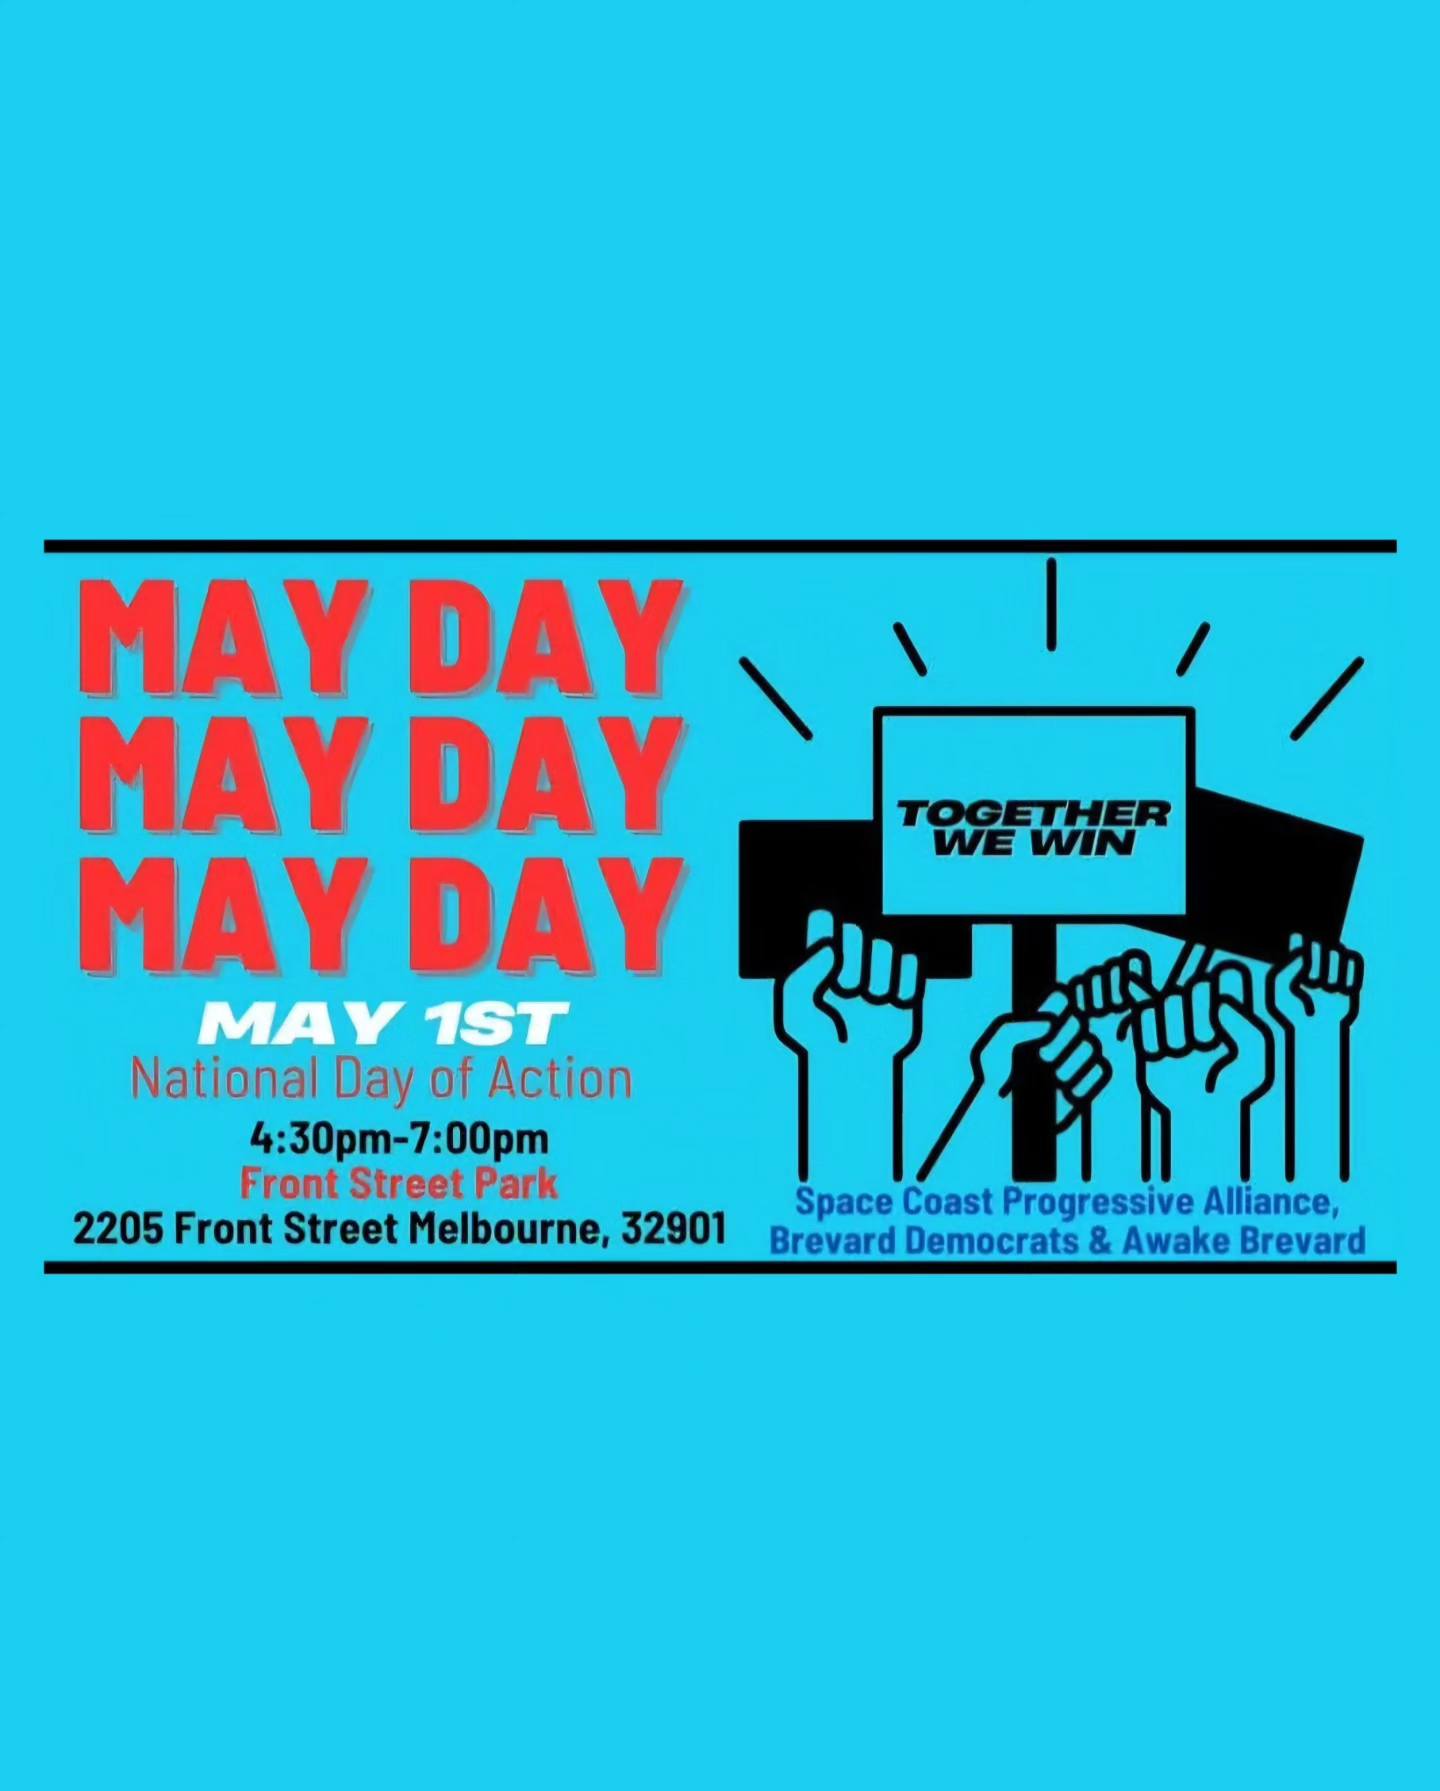 MAY DAY
MAY DAY
MAY DAY
MAY 1ST
National Day of Action
4:30pm-7:00pm
Front Street Park
2205 Front Street Melbourne, 32901
TOGETHER
WE WIN
Space Coast Progressive Alliance,
Brevard Democrats & Awake Brevard